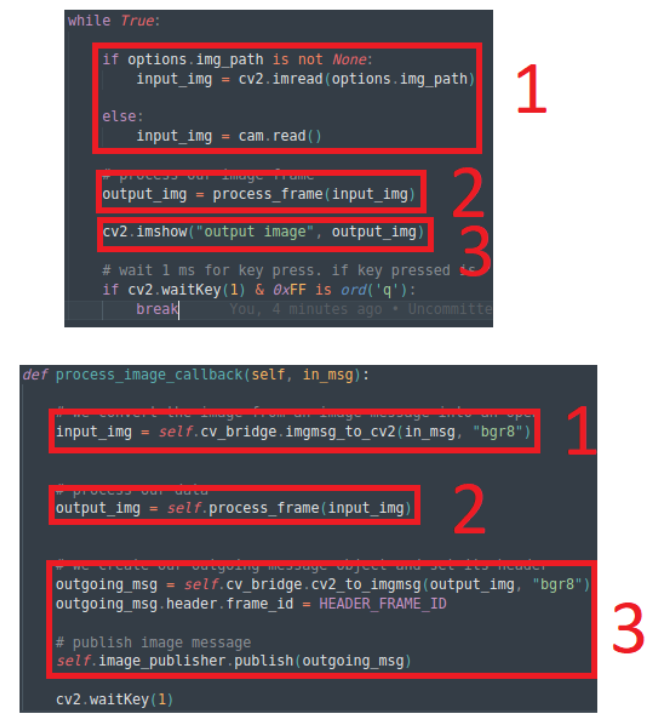 while True:
if options.img_path is not None:
input_img = cv2.imread(options.img_path)
1
else:
input_img = cam.read()
# process our image frame
output_img = process_frame(input_img)
2
cv2.imshow("output image", output_img)
3
# wait 1 ms for key press. if key pressed is
if cv2.waitKey(1) & 0xFF is ord('q'):
break You, 4 minutes ago • Uncommitte
def process_image_callback(self, in_msg):
# we convert the image from an image message into an ope
input_img = self.cv_bridge.imgmsg_to_cv2(in_msg, "bgr8")
1
# process our data
output_img = self.process_frame(input_img)
2
# we create our outgoing message object and set its header
outgoing_msg = self.cv_bridge.cv2_to_imgmsg(output_img, "bgr8")
outgoing_msg.header.frame_id = HEADER_FRAME_ID
3
# publish image message
self.image_publisher.publish(outgoing_msg)
cv2.waitKey(1)